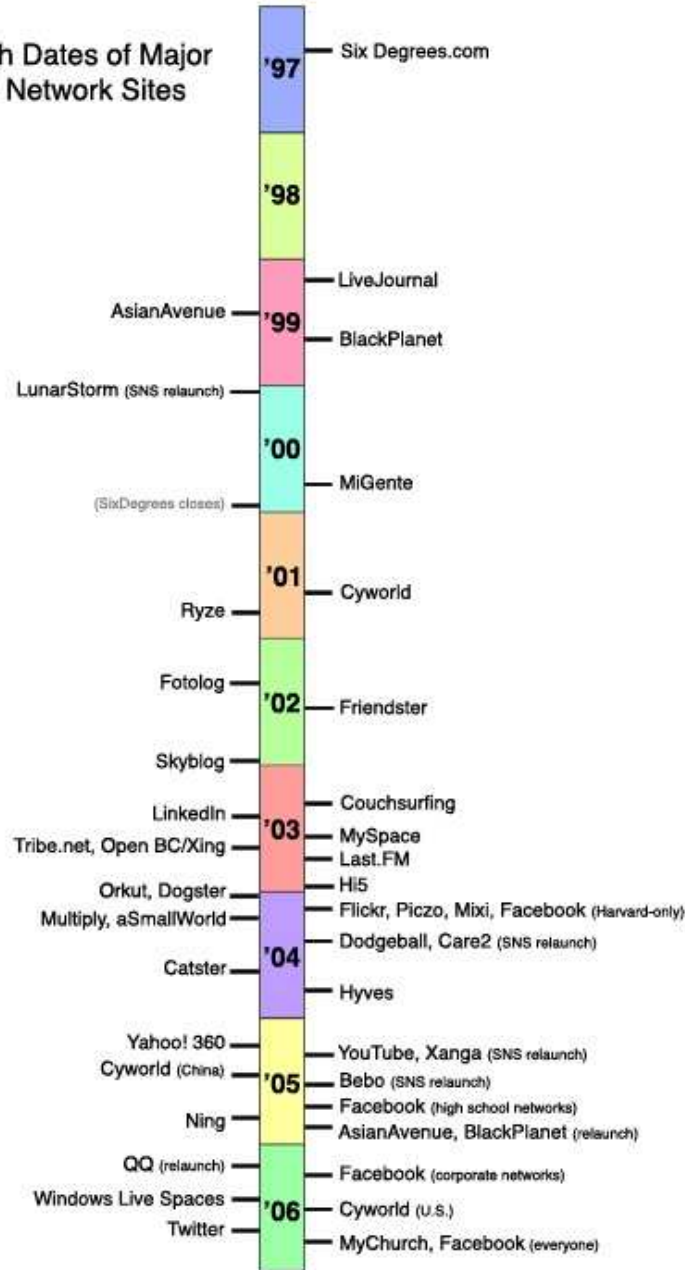 h Dates of Major
Network Sites
'97
Six Degrees.com
'98
'99
LiveJournal
AsianAvenue
BlackPlanet
'00
LunarStorm (SNS relaunch)
MiGente
(SixDegrees closes)
'01
Cyworld
Ryze
'02
Fotolog
Friendster
Skyblog
'03
Couchsurfing
LinkedIn
MySpace
Tribe.net, Open BC/Xing
Last.FM
Hi5
'04
Orkut, Dogster
Flickr, Piczo, Mixi, Facebook (Harvard-only)
Multiply, aSmallWorld
Dodgeball, Care2 (SNS relaunch)
Catster
Hyves
'05
Yahoo! 360
YouTube, Xanga (SNS relaunch)
Cyworld (China)
Bebo (SNS relaunch)
Facebook (high school networks)
Ning
AsianAvenue, BlackPlanet (relaunch)
'06
QQ (relaunch)
Facebook (corporate networks)
Windows Live Spaces
Cyworld (U.S.)
Twitter
MyChurch, Facebook (everyone)